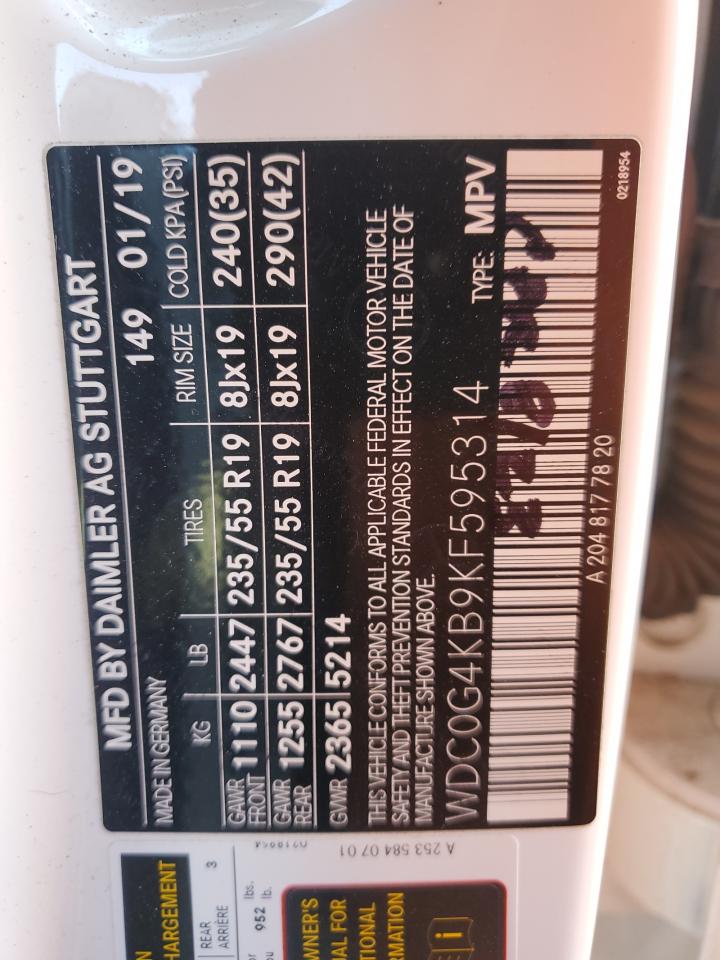 MFD BY DAIMLER AG STUTTGART
149 01/19
MADE IN GERMANY
KG LB TIRES RIM SIZE COLD KPA(PSI)
GAWR FRONT 1110 2447 235/55 R19 8Jx19 240(35)
GAWR REAR 1255 2767 235/55 R19 8Jx19 290(42)
GVWR 2365 5214
THIS VEHICLE CONFORMS TO ALL APPLICABLE FEDERAL MOTOR VEHICLE
SAFETY AND THEFT PREVENTION STANDARDS IN EFFECT ON THE DATE OF
MANUFACTURE SHOWN ABOVE.
WDC0G4KB9KF595314 TYPE: MPV
A 204 817 78 20
0218954
A 253 584 07 01
0218954
HARGEMENT
REAR
ARRIÈRE
3
952
lbs.
lb.